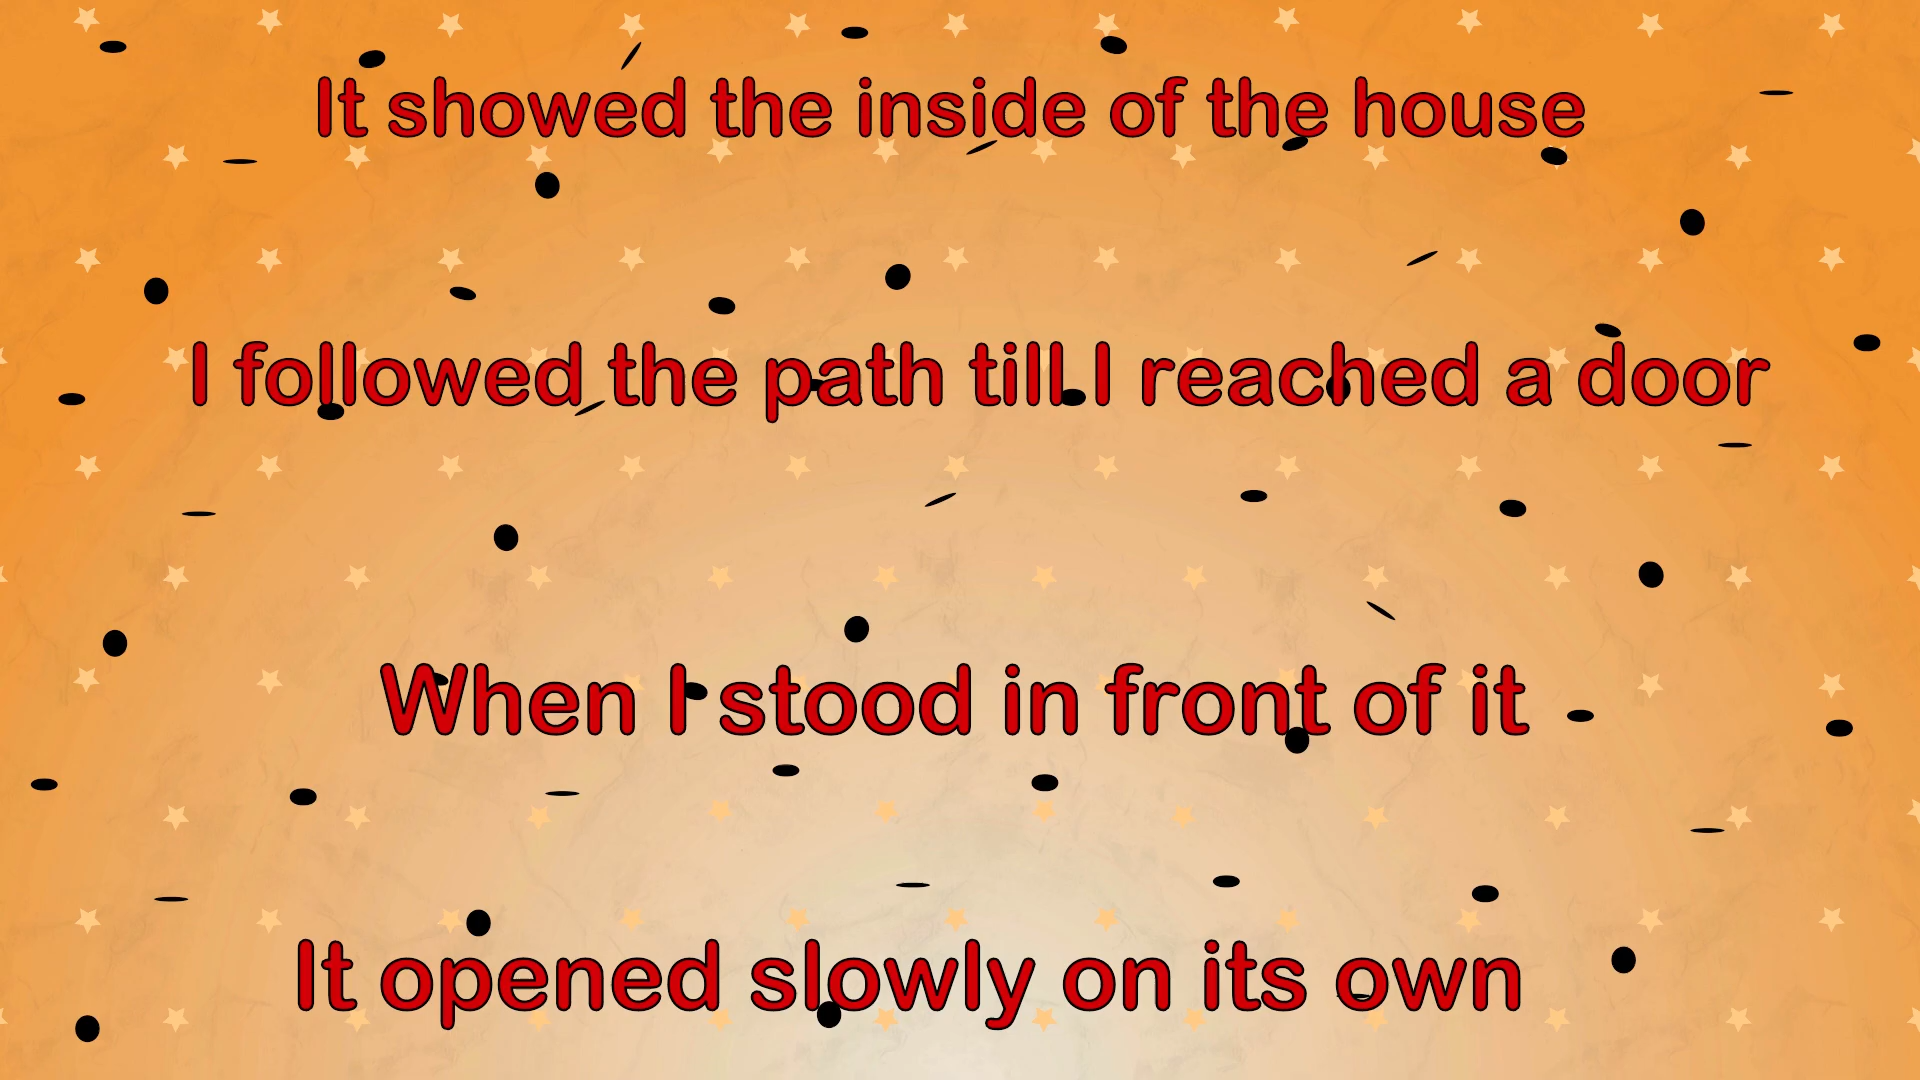 It showed the inside of the house
I followed the path till I reached a door
When I stood in front of it
It opened slowly on its own